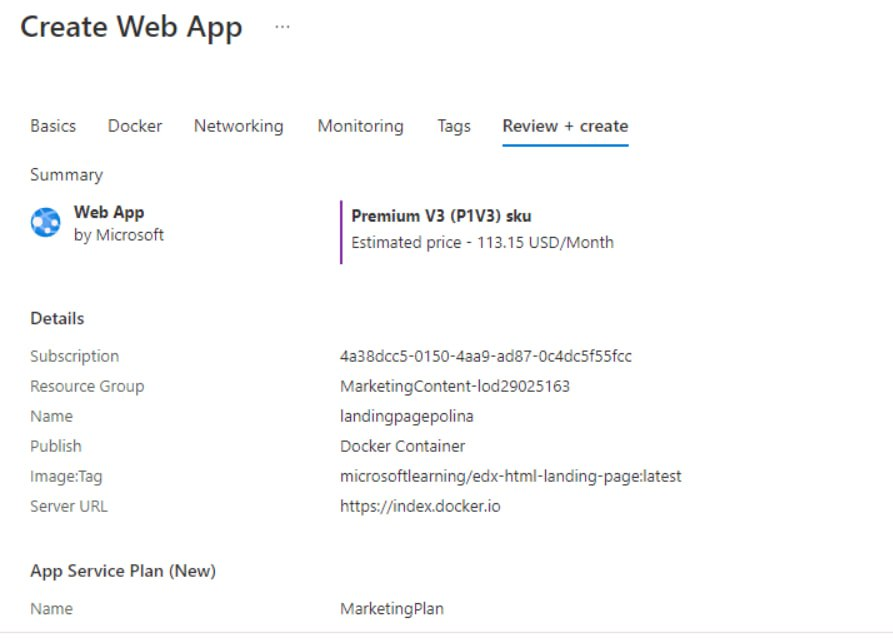 Create Web App ...
Basics Docker Networking Monitoring Tags Review + create
Summary
Web App
by Microsoft
Premium V3 (P1V3) sku
Estimated price - 113.15 USD/Month
Details
Subscription 4a38dcc5-0150-4aa9-ad87-0c4dc5f55fcc
Resource Group MarketingContent-lod29025163
Name landingpagepolina
Publish Docker Container
Image:Tag microsoftlearning/edx-html-landing-page:latest
Server URL https://index.docker.io
App Service Plan (New)
Name MarketingPlan